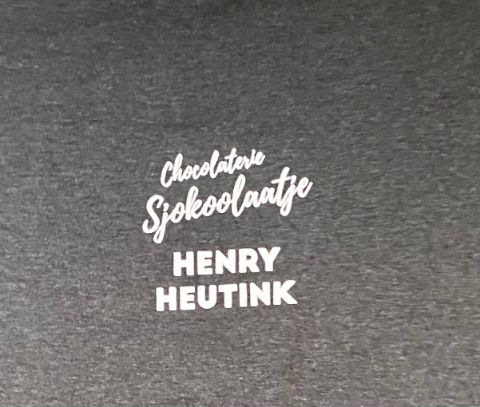 Chocolaterie
Sjokoolaatje
HENRY
HEUTINK